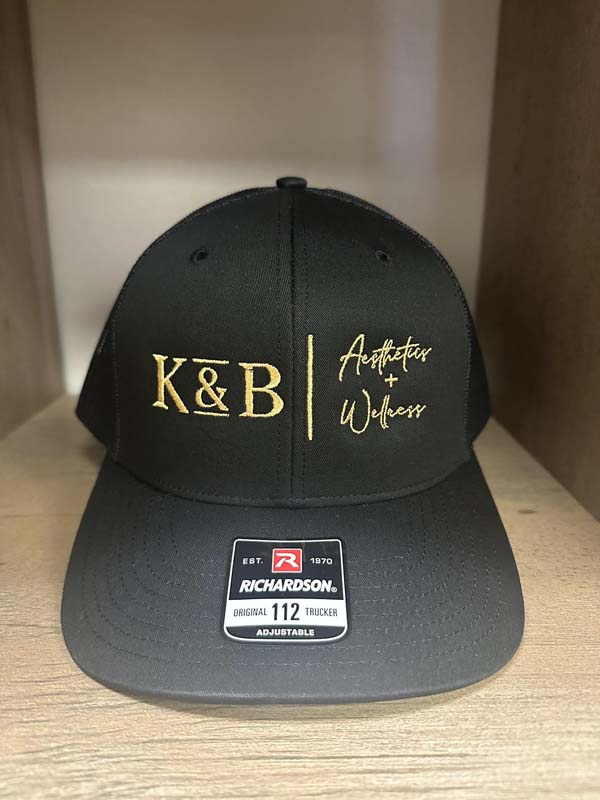 K & B
Aesthetics
+
Wellness
EST. R 1970
RICHARDSON®
ORIGINAL 112 TRUCKER
ADJUSTABLE